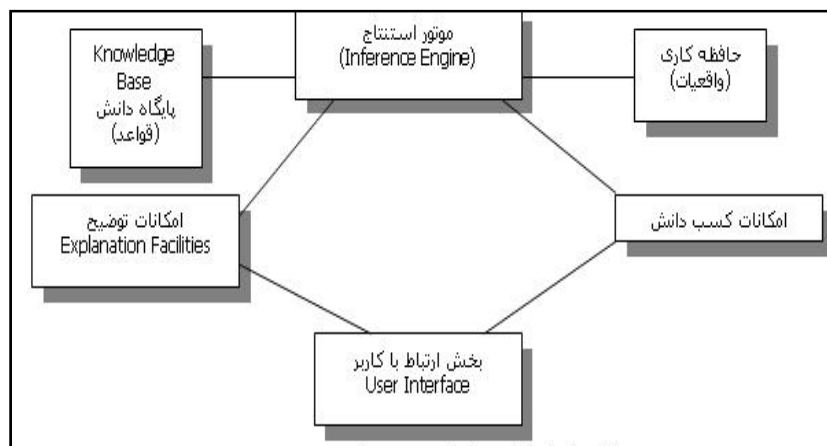 موتور استنتاج
(Inference Engine)
Knowledge
Base
پایگاه دانش
(قواعد)
حافظه کاری
(واقعیات)
امکانات توضیح
Explanation Facilities
امکانات کسب دانش
بخش ارتباط با کاربر
User Interface